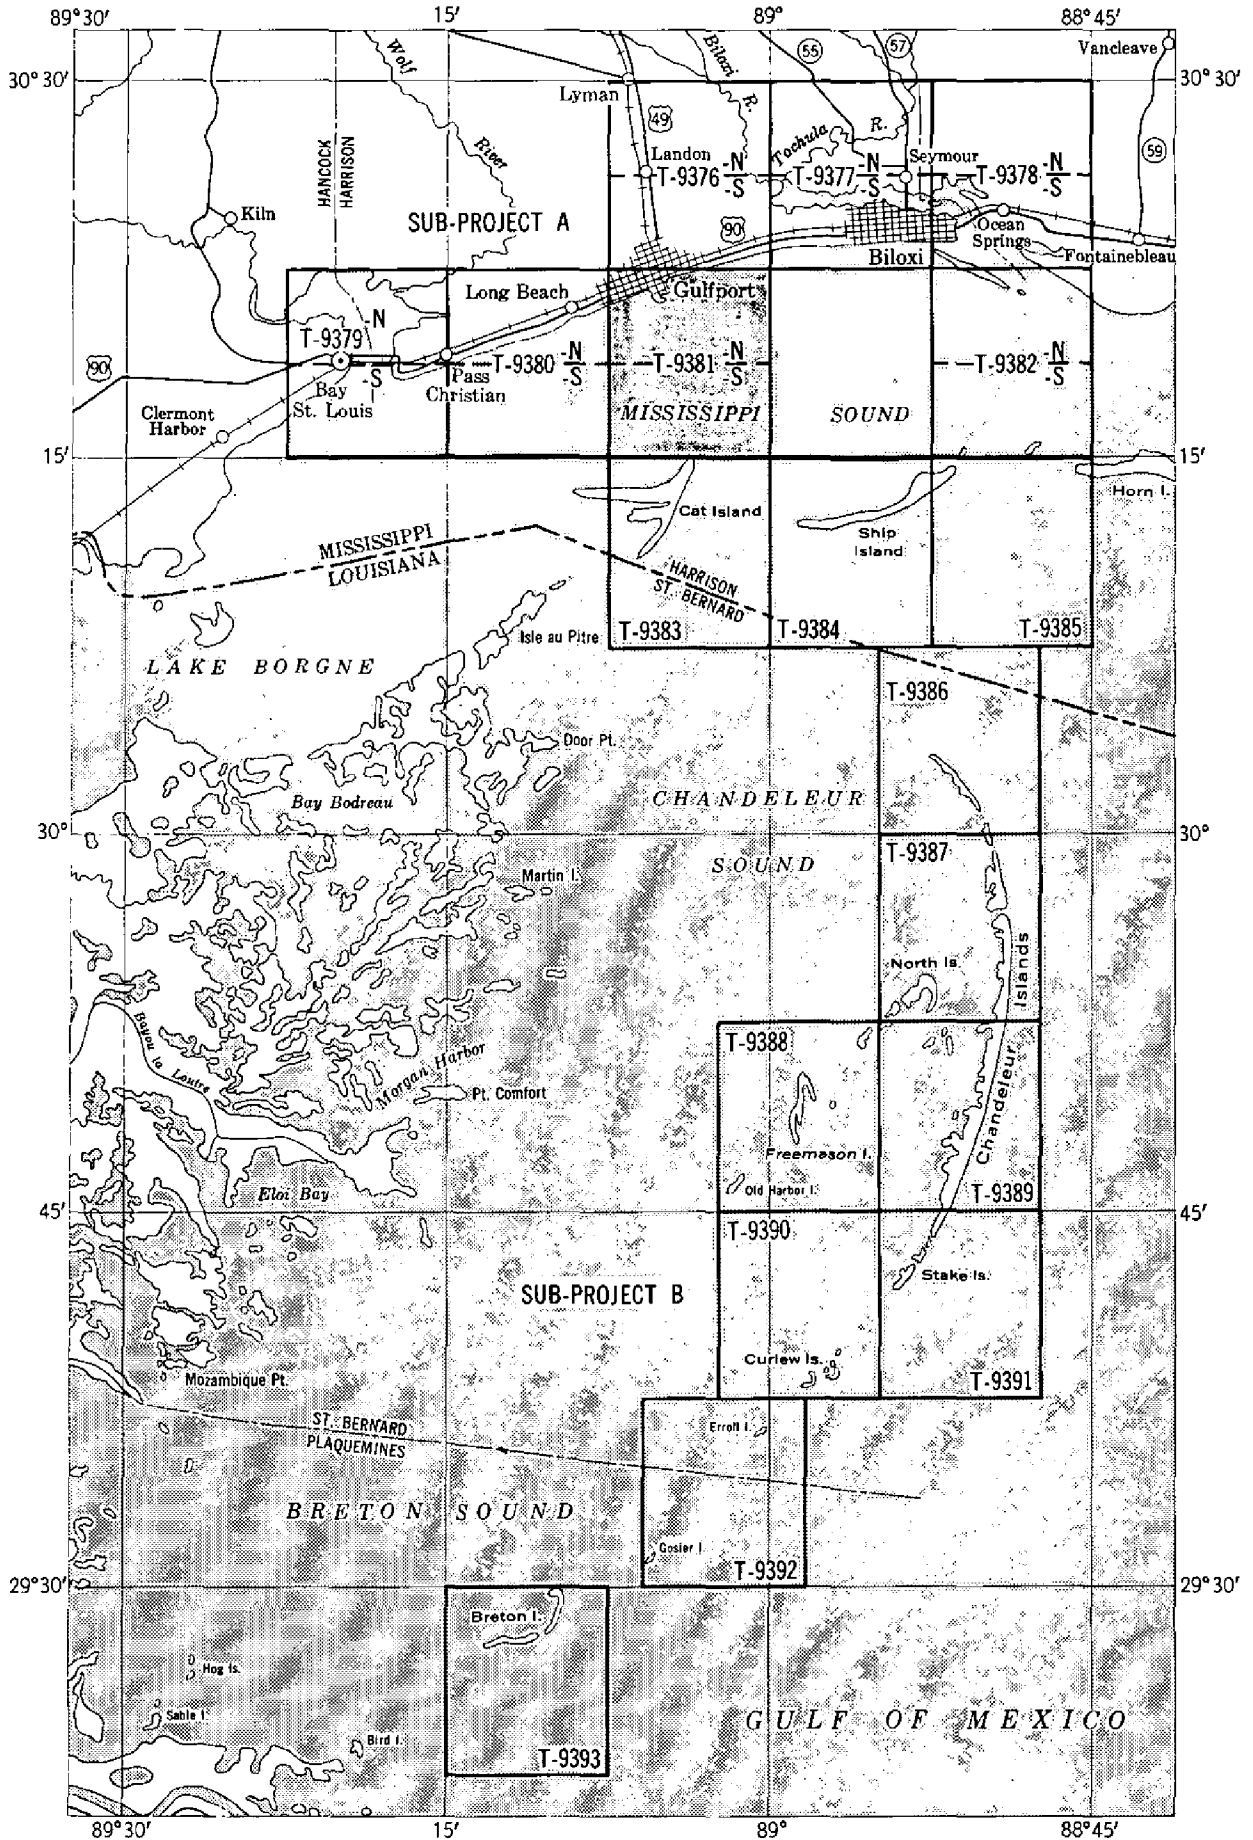 89°30′ 15′ 89° 88°45′
Vancleave
30°30′ 30°30′
Wolf
River
Biloxi
R.
55
57
Lyman
49
Tachula
R.
59
HANCOCK
HARRISON
Landon
Seymour
T-9376 -N
-S
T-9377 -N
-S
T-9378 -N
-S
Kiln
SUB-PROJECT A
90
Ocean
Springs
Biloxi
Fontainebleau
Long Beach
Gulfport
-N
T-9379
-S
T-9380 -N
-S
T-9381 -N
-S
T-9382 -N
-S
90
Bay
St. Louis
Pass
Christian
Clermont
Harbor
MISSISSIPPI SOUND
15′ 15′
Horn I.
Cat Island
Ship
Island
MISSISSIPPI
LOUISIANA
HARRISON
ST. BERNARD
T-9383
T-9384
T-9385
Isle au Pitre
LAKE BORGNE
T-9386
Door Pt.
Bay Bodreau
CHANDELEUR
30° 30°
SOUND
T-9387
Martin I.
North Is.
Chandeleur Islands
Bayou la Loutre
Morgan Harbor
T-9388
Pt. Comfort
Freemason I.
Old Harbor I.
Eloi Bay
T-9389
45′ 45′
T-9390
Stake Is.
SUB-PROJECT B
Curlew Is.
T-9391
Mozambique Pt.
ST. BERNARD
PLAQUEMINES
Errol I.
BRETON SOUND
Gosier I.
T-9392
29°30′ 29°30′
Breton I.
Hog Is.
Sable I.
Bird I.
T-9393
GULF OF MEXICO
89°30′ 15′ 89° 88°45′